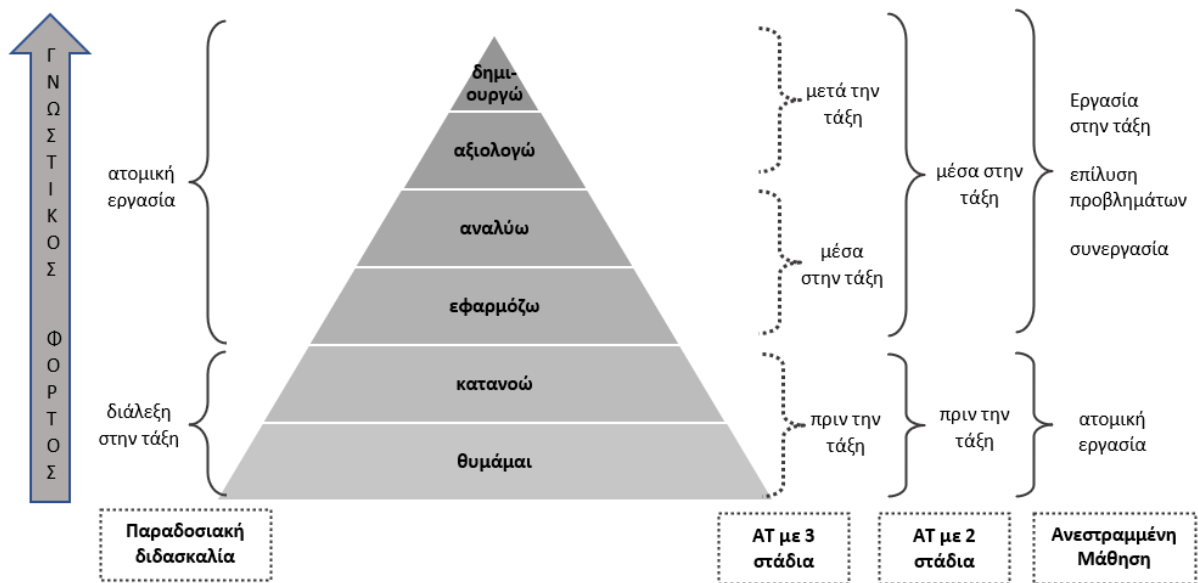 ΓΝΩΣΤΙΚΟΣ ΦΟΡΤΟΣ
ατομική
εργασία
διάλεξη
στην τάξη
δημι-
ουργώ
αξιολογώ
αναλύω
εφαρμόζω
κατανοώ
θυμάμαι
μετά την
τάξη
μέσα
στην τάξη
πριν την
τάξη
μέσα στην
τάξη
πριν την
τάξη
Εργασία
στην τάξη
επίλυση
προβλημάτων
συνεργασία
ατομική
εργασία
Παραδοσιακή
διδασκαλία
ΑΤ με 3
στάδια
ΑΤ με 2
στάδια
Ανεστραμμένη
Μάθηση